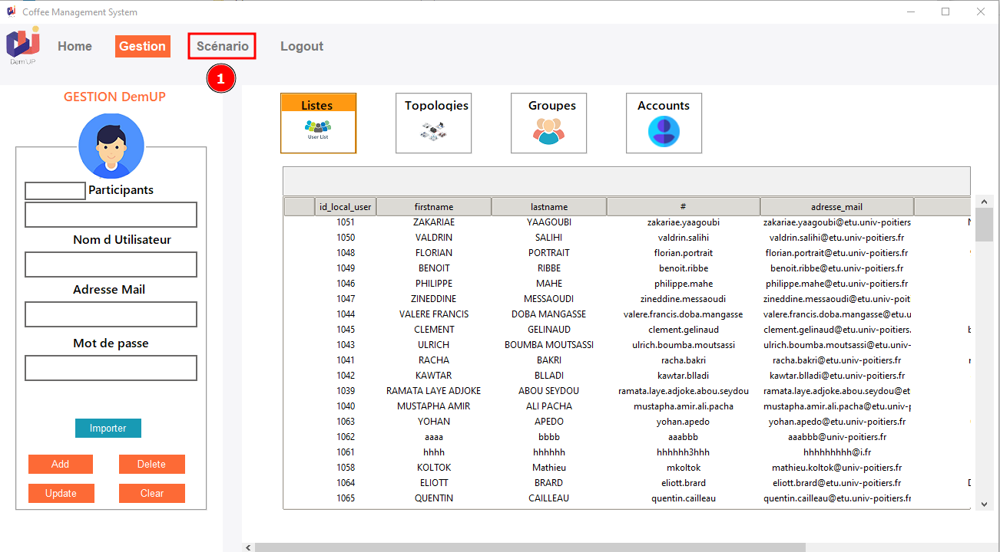 Coffee Management System
Dem'UP
Home Gestion Scénario Logout
1
GESTION DemUP
Participants
Nom d Utilisateur
Adresse Mail
Mot de passe
Importer
Add Delete
Update Clear
Listes Topologies Groupes Accounts
User List
id_local_user firstname lastname # adresse_mail
1051 ZAKARIAE YAAGOUBI zakariae.yaagoubi zakariae.yaagoubi@etu.univ-poitiers
1050 VALDRIN SALIHI valdrin.salihi valdrin.salihi@etu.univ-poitiers.fr
1048 FLORIAN PORTRAIT florian.portrait florian.portrait@etu.univ-poitiers.fr
1049 BENOIT RIBBE benoit.ribbe benoit.ribbe@etu.univ-poitiers.fr
1046 PHILIPPE MAHE philippe.mahe philippe.mahe@etu.univ-poitiers.fr
1047 ZINEDDINE MESSAOUDI zineddine.messaoudi zineddine.messaoudi@etu.univ-poit
1044 VALERE FRANCIS DOBA MANGASSE valere.francis.doba.mangasse valere.francis.doba.mangasse@etu.u
1045 CLEMENT GELINAUD clement.gelinaud clement.gelinaud@etu.univ-poitiers.
1043 ULRICH BOUMBA MOUTSASSI ulrich.boumba.moutsassi ulrich.boumba.moutsassi@etu.univ-
1041 RACHA BAKRI racha.bakri racha.bakri@etu.univ-poitiers.fr
1042 KAWTAR BLLADI kawtar.blladi kawtar.blladi@etu.univ-poitiers.fr
1039 RAMATA LAYE ADJOKE ABOU SEYDOU ramata.laye.adjoke.abou.seydou ramata.laye.adjoke.abou.seydou@et
1040 MUSTAPHA AMIR ALI PACHA mustapha.amir.ali.pacha mustapha.amir.ali.pacha@etu.univ-p
1063 YOHAN APEDO yohan.apedo yohan.apedo@etu.univ-poitiers.fr
1062 aaaa bbbb aaabbb aaabbb@univ-poitiers.fr
1061 hhhh hhhhhh hhhhhh3hhh hhhhhhhhh@i.fr
1058 KOLTOK Mathieu mkoltok mathieu.koltok@univ-poitiers.fr
1064 ELIOTT BRARD eliott.brard eliott.brard@etu.univ-poitiers.fr
1065 QUENTIN CAILLEAU quentin.cailleau quentin.cailleau@etu.univ-poitiers.fr